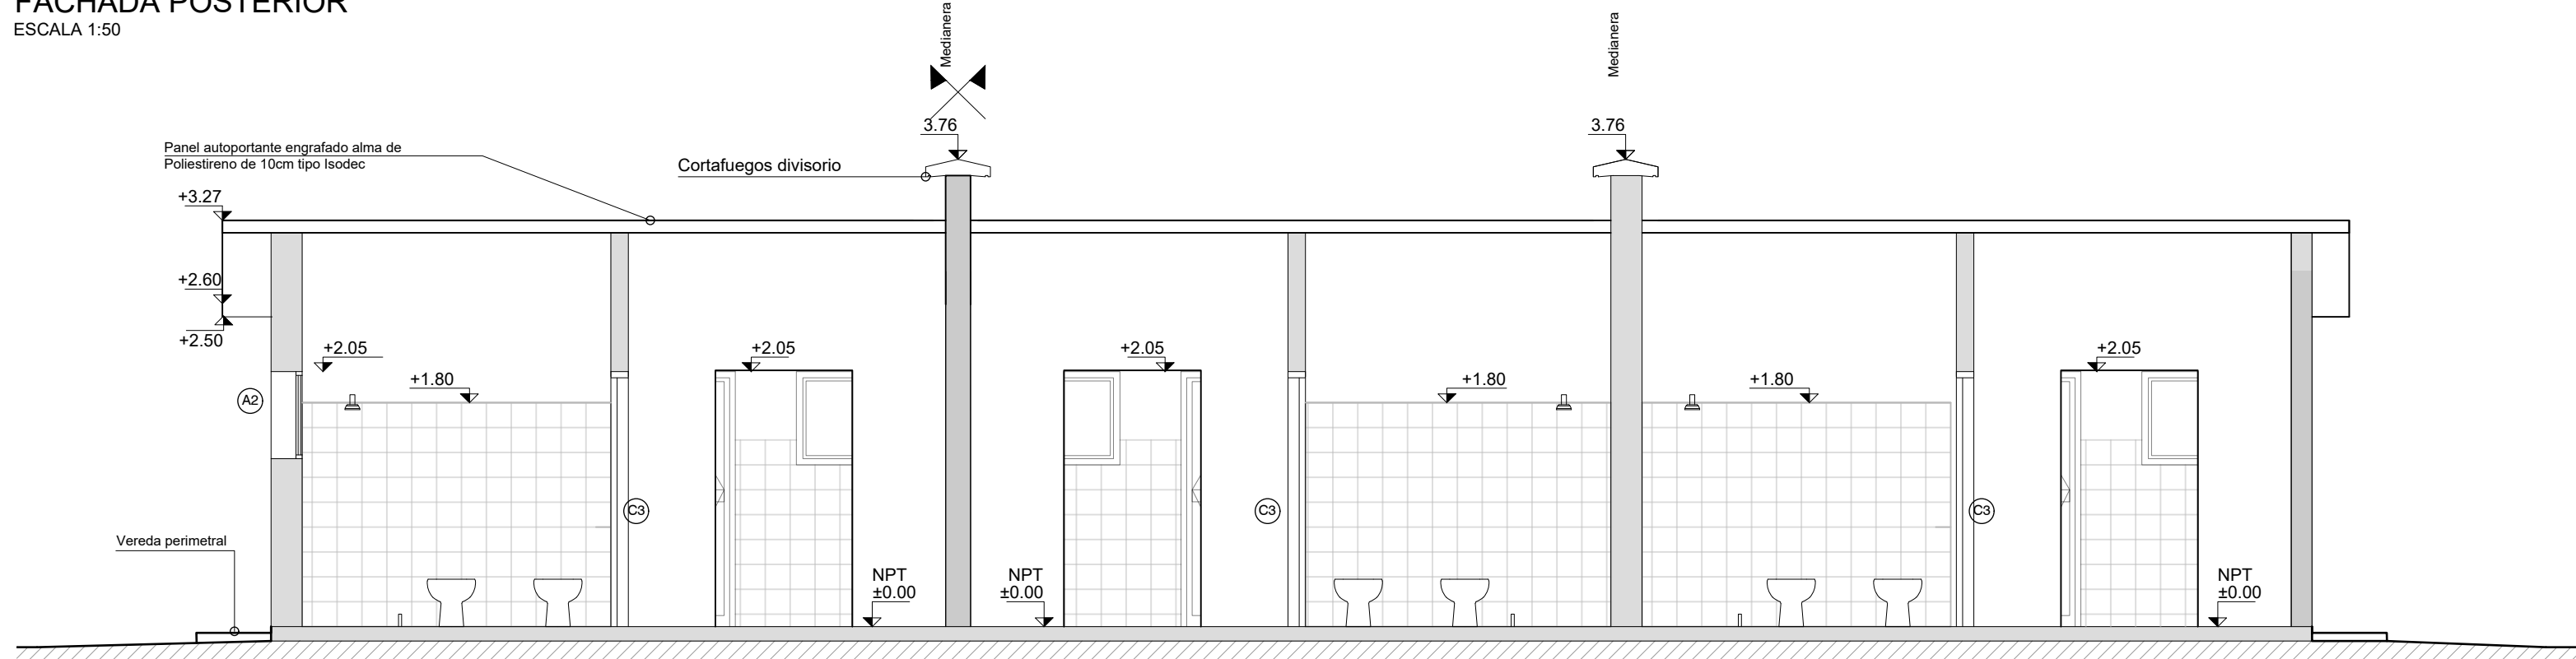 FACHADA POSTERIOR
ESCALA 1:50
Medianera
Medianera
3.76
3.76
Panel autoportante engrafado alma de
Poliestireno de 10cm tipo Isodec
Cortafuegos divisorio
+3.27
+2.60
+2.50
+2.05
+2.05
+2.05
+2.05
+1.80
+1.80
+1.80
A2
C3
C3
C3
Vereda perimetral
NPT
±0.00
NPT
±0.00
NPT
±0.00